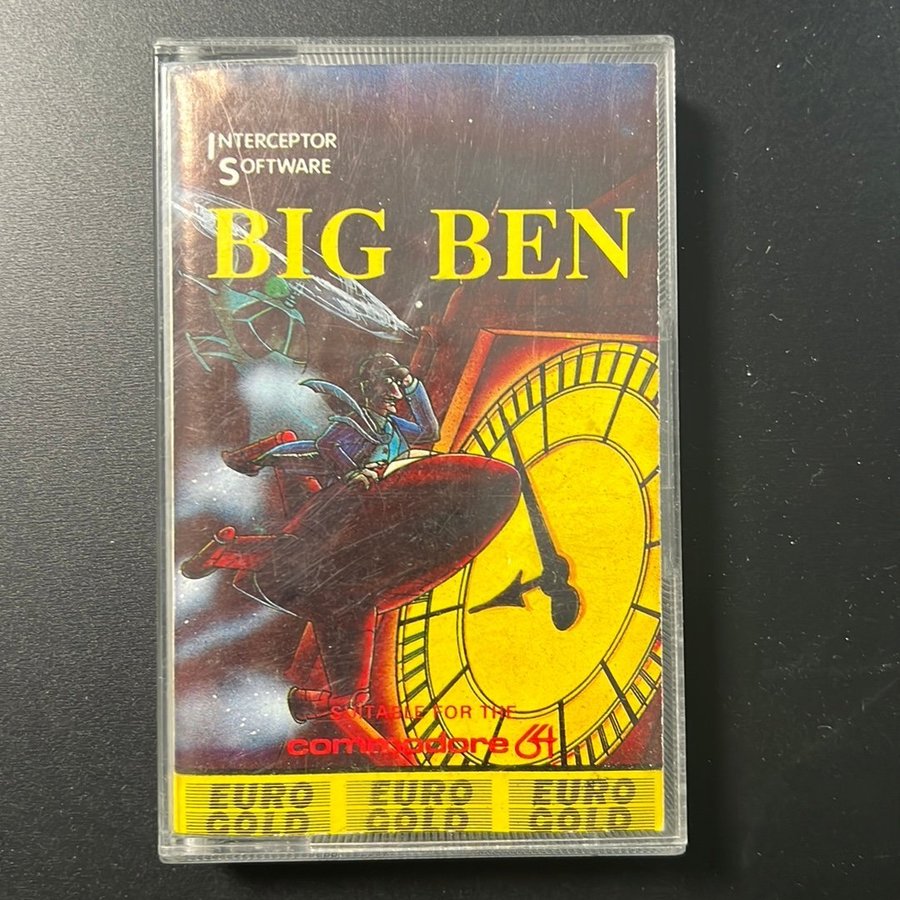 INTERCEPTOR
SOFTWARE
BIG BEN
SUITABLE FOR THE
commodore 64
EURO EURO EURO
GOLD GOLD GOLD